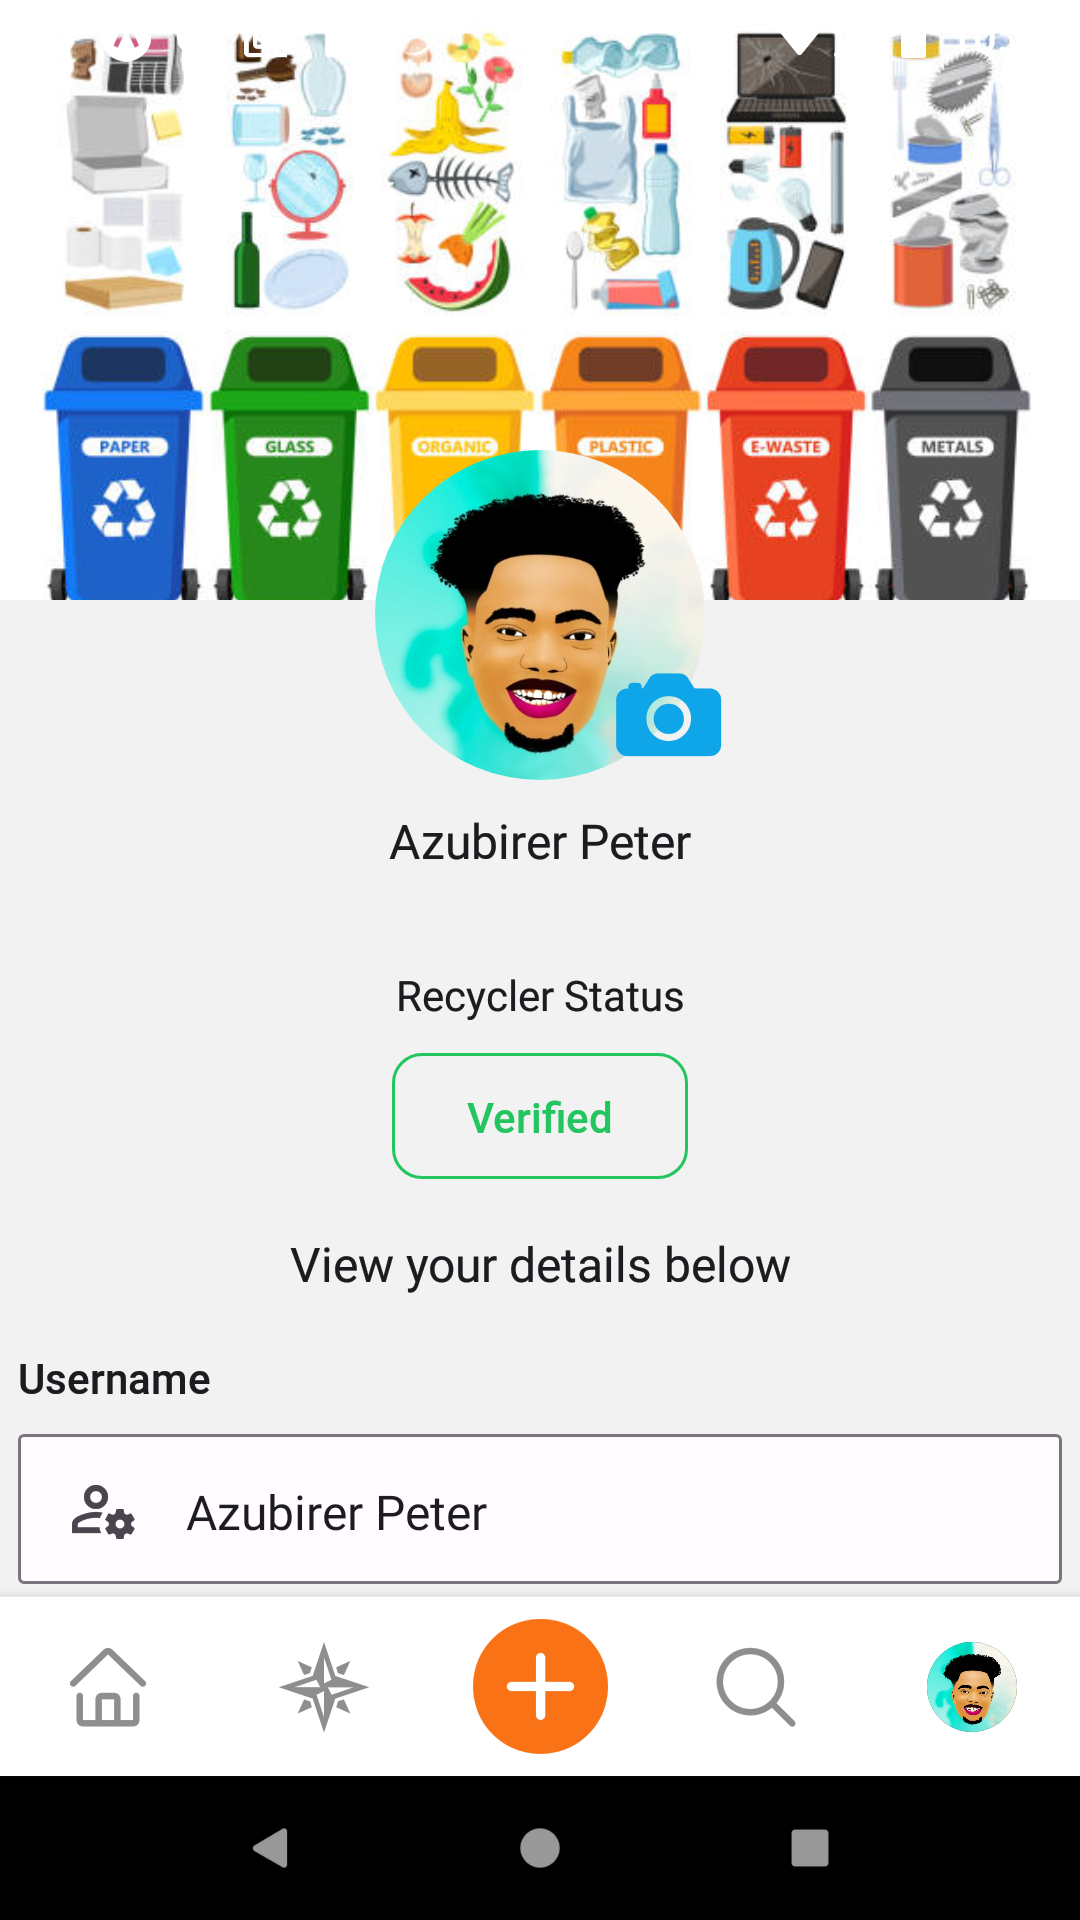 PAPER GLASS ORGANIC PLASTIC E-WASTE METALS
Azubirer Peter
Recycler Status
Verified
View your details below
Username
Azubirer Peter